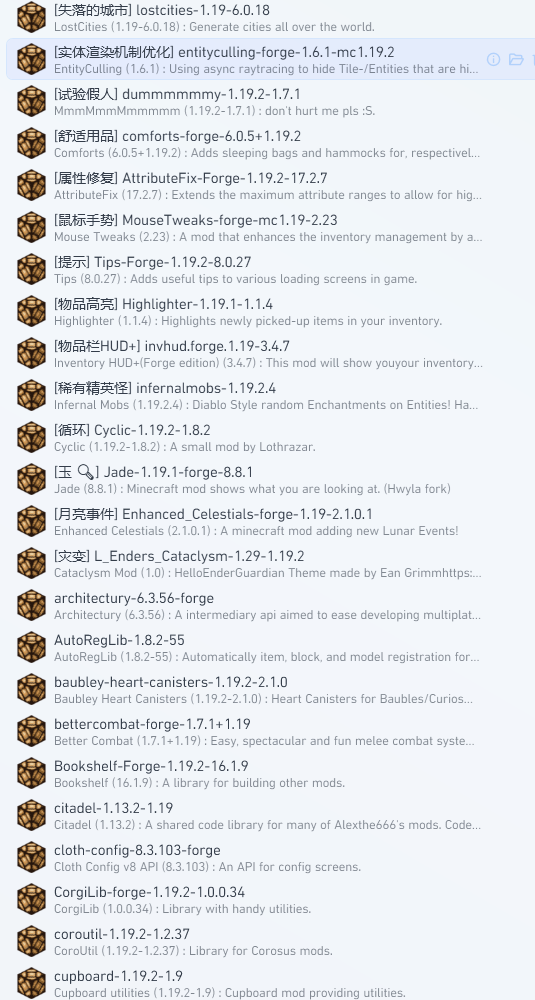 [失落的城市] lostcities-1.19-6.0.18
LostCities (1.19-6.0.18) : Generate cities all over the world.
[实体渲染机制优化] entityculling-forge-1.6.1-mc1.19.2
EntityCulling (1.6.1) : Using async raytracing to hide Tile-/Entities that are hi...
[试验假人] dummmmmmy-1.19.2-1.7.1
MmmMmmMmmmmm (1.19.2-1.7.1) : don't hurt me pls :S.
[舒适用品] comforts-forge-6.0.5+1.19.2
Comforts (6.0.5+1.19.2) : Adds sleeping bags and hammocks for, respectivel...
[属性修复] AttributeFix-Forge-1.19.2-17.2.7
AttributeFix (17.2.7) : Extends the maximum attribute ranges to allow for hig...
[鼠标手势] MouseTweaks-forge-mc1.19-2.23
Mouse Tweaks (2.23) : A mod that enhances the inventory management by a...
[提示] Tips-Forge-1.19.2-8.0.27
Tips (8.0.27) : Adds useful tips to various loading screens in game.
[物品高亮] Highlighter-1.19.1-1.1.4
Highlighter (1.1.4) : Highlights newly picked-up items in your inventory.
[物品栏HUD+] invhud.forge.1.19-3.4.7
Inventory HUD+(Forge edition) (3.4.7) : This mod will show youyour inventory...
[稀有精英怪] infernalmobs-1.19.2.4
Infernal Mobs (1.19.2.4) : Diablo Style random Enchantments on Entities! Ha...
[循环] Cyclic-1.19.2-1.8.2
Cyclic (1.19.2-1.8.2) : A small mod by Lothrazar.
[玉 🔍] Jade-1.19.1-forge-8.8.1
Jade (8.8.1) : Minecraft mod shows what you are looking at. (Hwyla fork)
[月亮事件] Enhanced_Celestials-forge-1.19-2.1.0.1
Enhanced Celestials (2.1.0.1) : A minecraft mod adding new Lunar Events!
[灾变] L_Enders_Cataclysm-1.29-1.19.2
Cataclysm Mod (1.0) : HelloEnderGuardian Theme made by Ean Grimmhttps:...
architectury-6.3.56-forge
Architectury (6.3.56) : A intermediary api aimed to ease developing multiplat...
AutoRegLib-1.8.2-55
AutoRegLib (1.8.2-55) : Automatically item, block, and model registration for...
baubley-heart-canisters-1.19.2-2.1.0
Baubley Heart Canisters (1.19.2-2.1.0) : Heart Canisters for Baubles/Curios...
bettercombat-forge-1.7.1+1.19
Better Combat (1.7.1+1.19) : Easy, spectacular and fun melee combat syste...
Bookshelf-Forge-1.19.2-16.1.9
Bookshelf (16.1.9) : A library for building other mods.
citadel-1.13.2-1.19
Citadel (1.13.2) : A shared code library for many of Alexthe666's mods. Code...
cloth-config-8.3.103-forge
Cloth Config v8 API (8.3.103) : An API for config screens.
CorgiLib-forge-1.19.2-1.0.0.34
CorgiLib (1.0.0.34) : Library with handy utilities.
coroutil-1.19.2-1.2.37
CoroUtil (1.19.2-1.2.37) : Library for Corosus mods.
cupboard-1.19.2-1.9
Cupboard utilities (1.19.2-1.9) : Cupboard mod providing utilities.